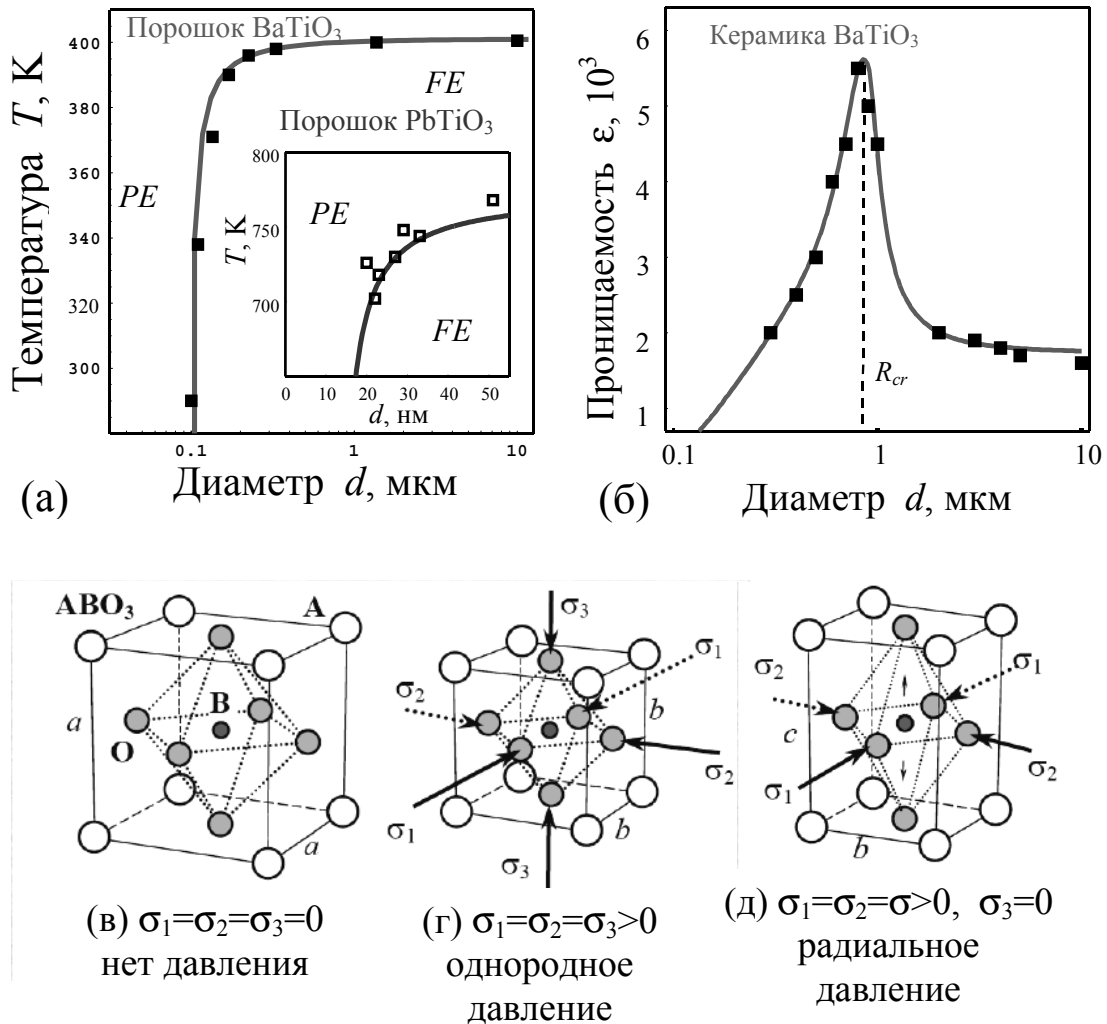 Порошок BaTiO₃
Температура T, К
400
380
360
340
320
300
PE
FE
Порошок PbTiO₃
T, К
800
750
700
PE
FE
0 10 20 30 40 50
d, нм
0.1 1 10
(а) Диаметр d, мкм
Керамика BaTiO₃
Проницаемость ε, 10³
6
5
4
3
2
1
R_cr
0.1 1 10
(б) Диаметр d, мкм
ABO₃ A
B
O
a
a
(в) σ₁=σ₂=σ₃=0
нет давления
σ₃
σ₁
σ₂
b
σ₂
σ₁
b
σ₃
(г) σ₁=σ₂=σ₃>0
однородное
давление
σ₁
σ₂
c
σ₂
σ₁
b
(д) σ₁=σ₂=σ>0, σ₃=0
радиальное
давление